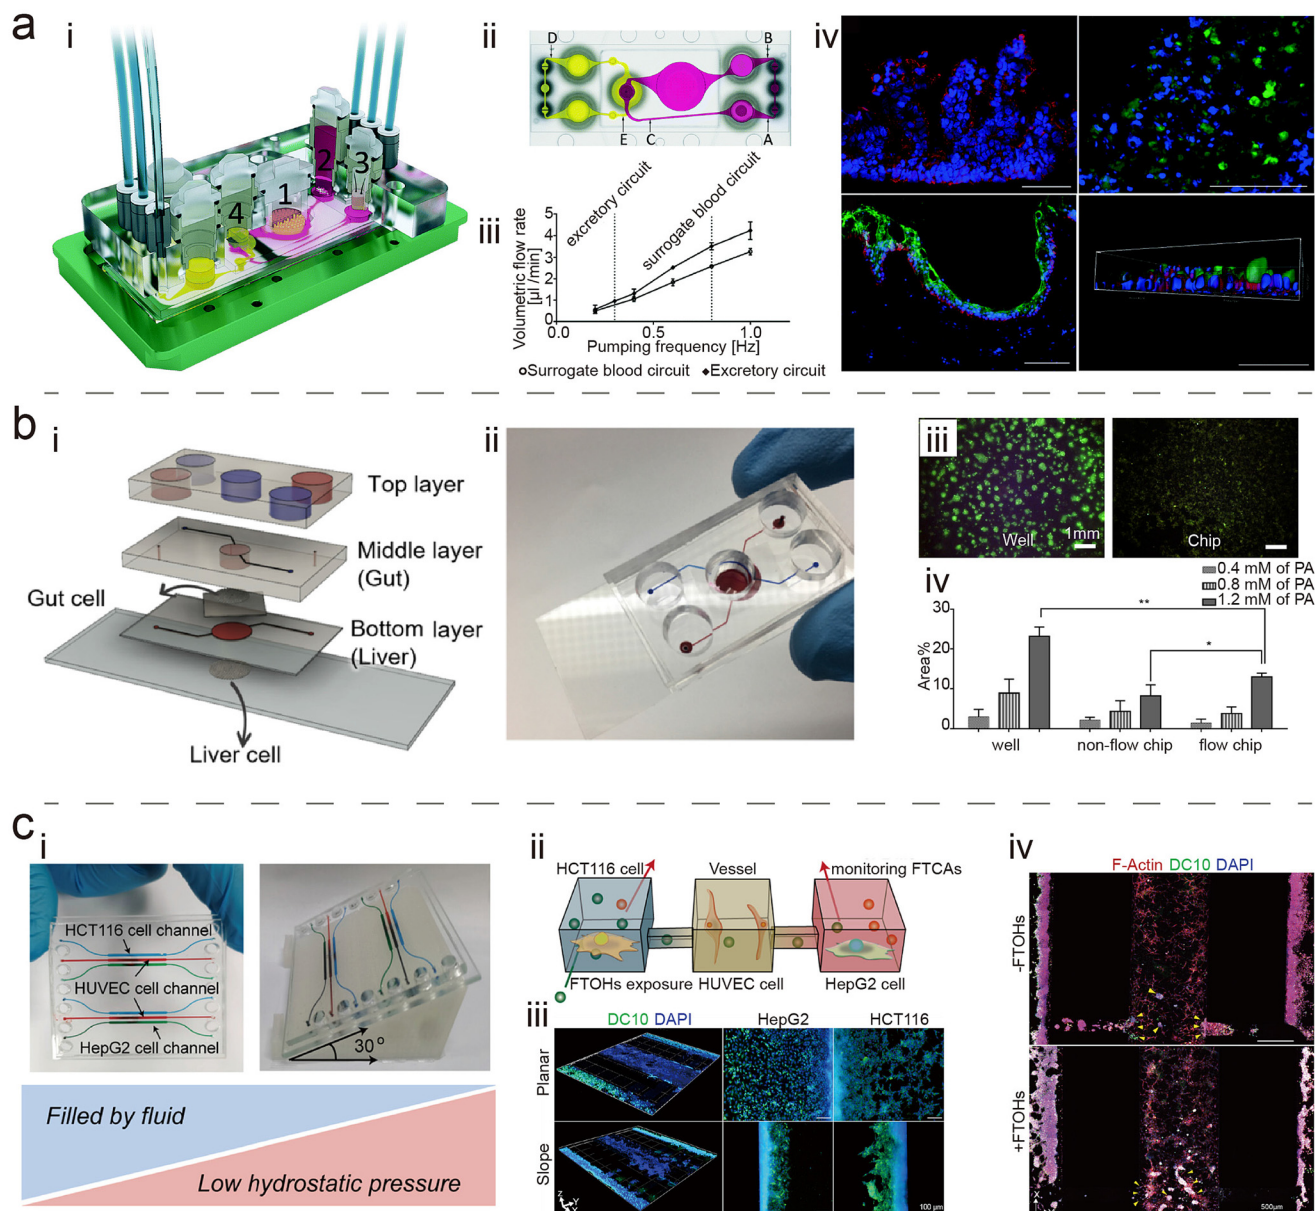 a
i
1
2
3
4
ii
D
B
E
C
A
iii
Volumetric flow rate
[µl /min]
5
4
3
2
1
0
0.0
0.5
1.0
excretory circuit
surrogate blood circuit
Pumping frequency [Hz]
Surrogate blood circuit
Excretory circuit
iv
b
i
Top layer
Middle layer
(Gut)
Gut cell
Bottom layer
(Liver)
Liver cell
ii
iii
Well
1mm
Chip
iv
0.4 mM of PA
0.8 mM of PA
1.2 mM of PA
Area%
30
20
10
0
**
*
well
non-flow chip
flow chip
c
i
HCT116 cell channel
HUVEC cell channel
HepG2 cell channel
30°
Filled by fluid
Low hydrostatic pressure
ii
HCT116 cell
Vessel
monitoring FTCAs
FTOHs exposure
HUVEC cell
HepG2 cell
iii
DC10 DAPI
HepG2
HCT116
Planar
Slope
Z
Y
100 µm
iv
F-Actin DC10 DAPI
-FTOHs
+FTOHs
500µm